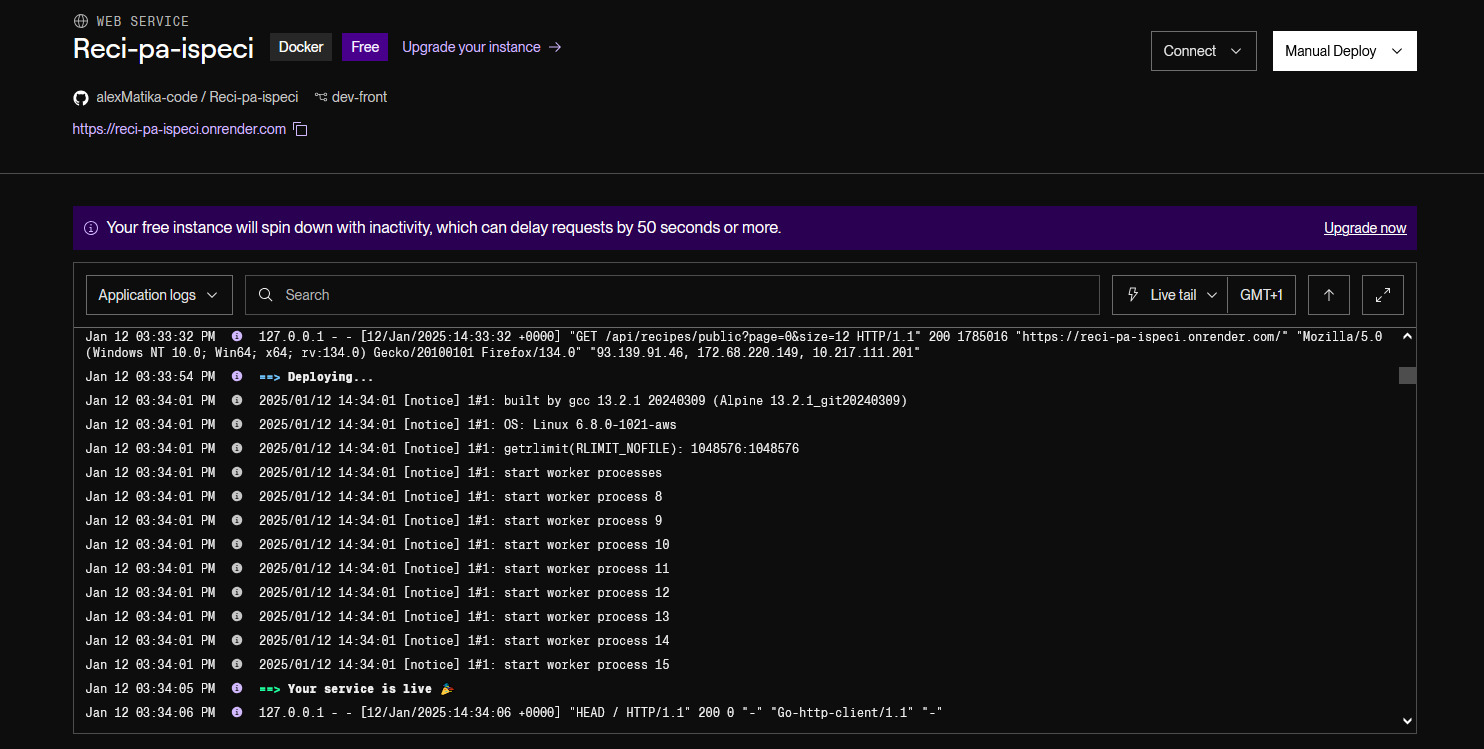 WEB SERVICE
Reci-pa-ispeci Docker Free Upgrade your instance →
Connect Manual Deploy
alexMatika-code / Reci-pa-ispeci dev-front
https://reci-pa-ispeci.onrender.com
Your free instance will spin down with inactivity, which can delay requests by 50 seconds or more. Upgrade now
Application logs Search Live tail GMT+1
Jan 12 03:33:32 PM 127.0.0.1 - - [12/Jan/2025:14:33:32 +0000] "GET /api/recipes/public?page=0&size=12 HTTP/1.1" 200 1785016 "https://reci-pa-ispeci.onrender.com/" "Mozilla/5.0
(Windows NT 10.0; Win64; x64; rv:134.0) Gecko/20100101 Firefox/134.0" "93.139.91.46, 172.68.220.149, 10.217.111.201"
Jan 12 03:33:54 PM ==> Deploying...
Jan 12 03:34:01 PM 2025/01/12 14:34:01 [notice] 1#1: built by gcc 13.2.1 20240309 (Alpine 13.2.1_git20240309)
Jan 12 03:34:01 PM 2025/01/12 14:34:01 [notice] 1#1: OS: Linux 6.8.0-1021-aws
Jan 12 03:34:01 PM 2025/01/12 14:34:01 [notice] 1#1: getrlimit(RLIMIT_NOFILE): 1048576:1048576
Jan 12 03:34:01 PM 2025/01/12 14:34:01 [notice] 1#1: start worker processes
Jan 12 03:34:01 PM 2025/01/12 14:34:01 [notice] 1#1: start worker process 8
Jan 12 03:34:01 PM 2025/01/12 14:34:01 [notice] 1#1: start worker process 9
Jan 12 03:34:01 PM 2025/01/12 14:34:01 [notice] 1#1: start worker process 10
Jan 12 03:34:01 PM 2025/01/12 14:34:01 [notice] 1#1: start worker process 11
Jan 12 03:34:01 PM 2025/01/12 14:34:01 [notice] 1#1: start worker process 12
Jan 12 03:34:01 PM 2025/01/12 14:34:01 [notice] 1#1: start worker process 13
Jan 12 03:34:01 PM 2025/01/12 14:34:01 [notice] 1#1: start worker process 14
Jan 12 03:34:01 PM 2025/01/12 14:34:01 [notice] 1#1: start worker process 15
Jan 12 03:34:05 PM ==> Your service is live 🎉
Jan 12 03:34:06 PM 127.0.0.1 - - [12/Jan/2025:14:34:06 +0000] "HEAD / HTTP/1.1" 200 0 "-" "Go-http-client/1.1" "-"